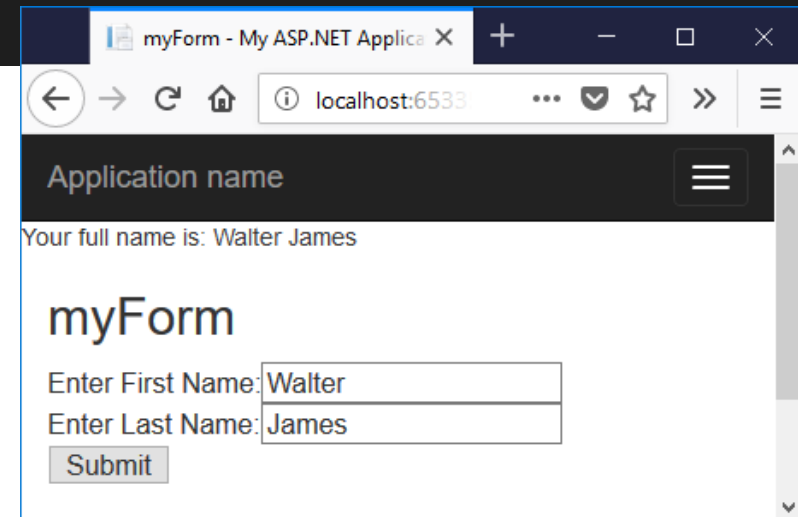 myForm - My ASP.NET Applica
localhost:6533
Application name
Your full name is: Walter James
myForm
Enter First Name: Walter
Enter Last Name: James
Submit